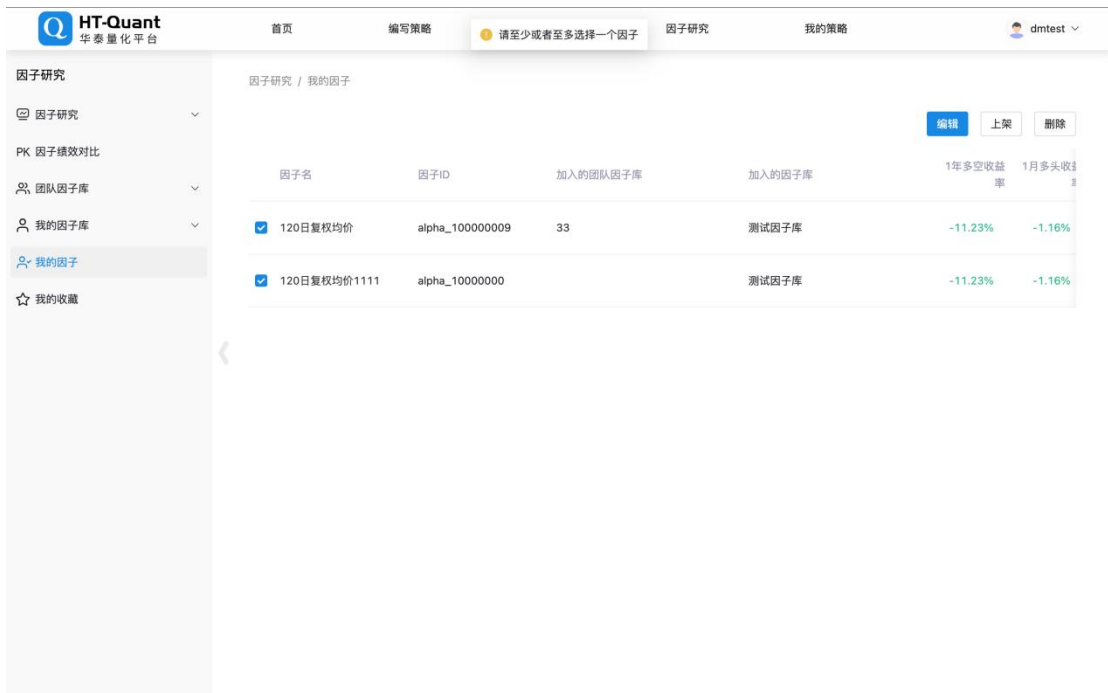 HT-Quant
华泰量化平台
首页
编写策略
请至少或者至多选择一个因子
因子研究
我的策略
dmtest
因子研究
因子研究
PK 因子绩效对比
团队因子库
我的因子库
我的因子
我的收藏
因子研究 / 我的因子
编辑
上架
删除
因子名
因子ID
加入的团队因子库
加入的因子库
1年多空收益
率
1月多头收益
120日复权均价
alpha_100000009
33
测试因子库
-11.23%
-1.16%
120日复权均价1111
alpha_10000000
测试因子库
-11.23%
-1.16%